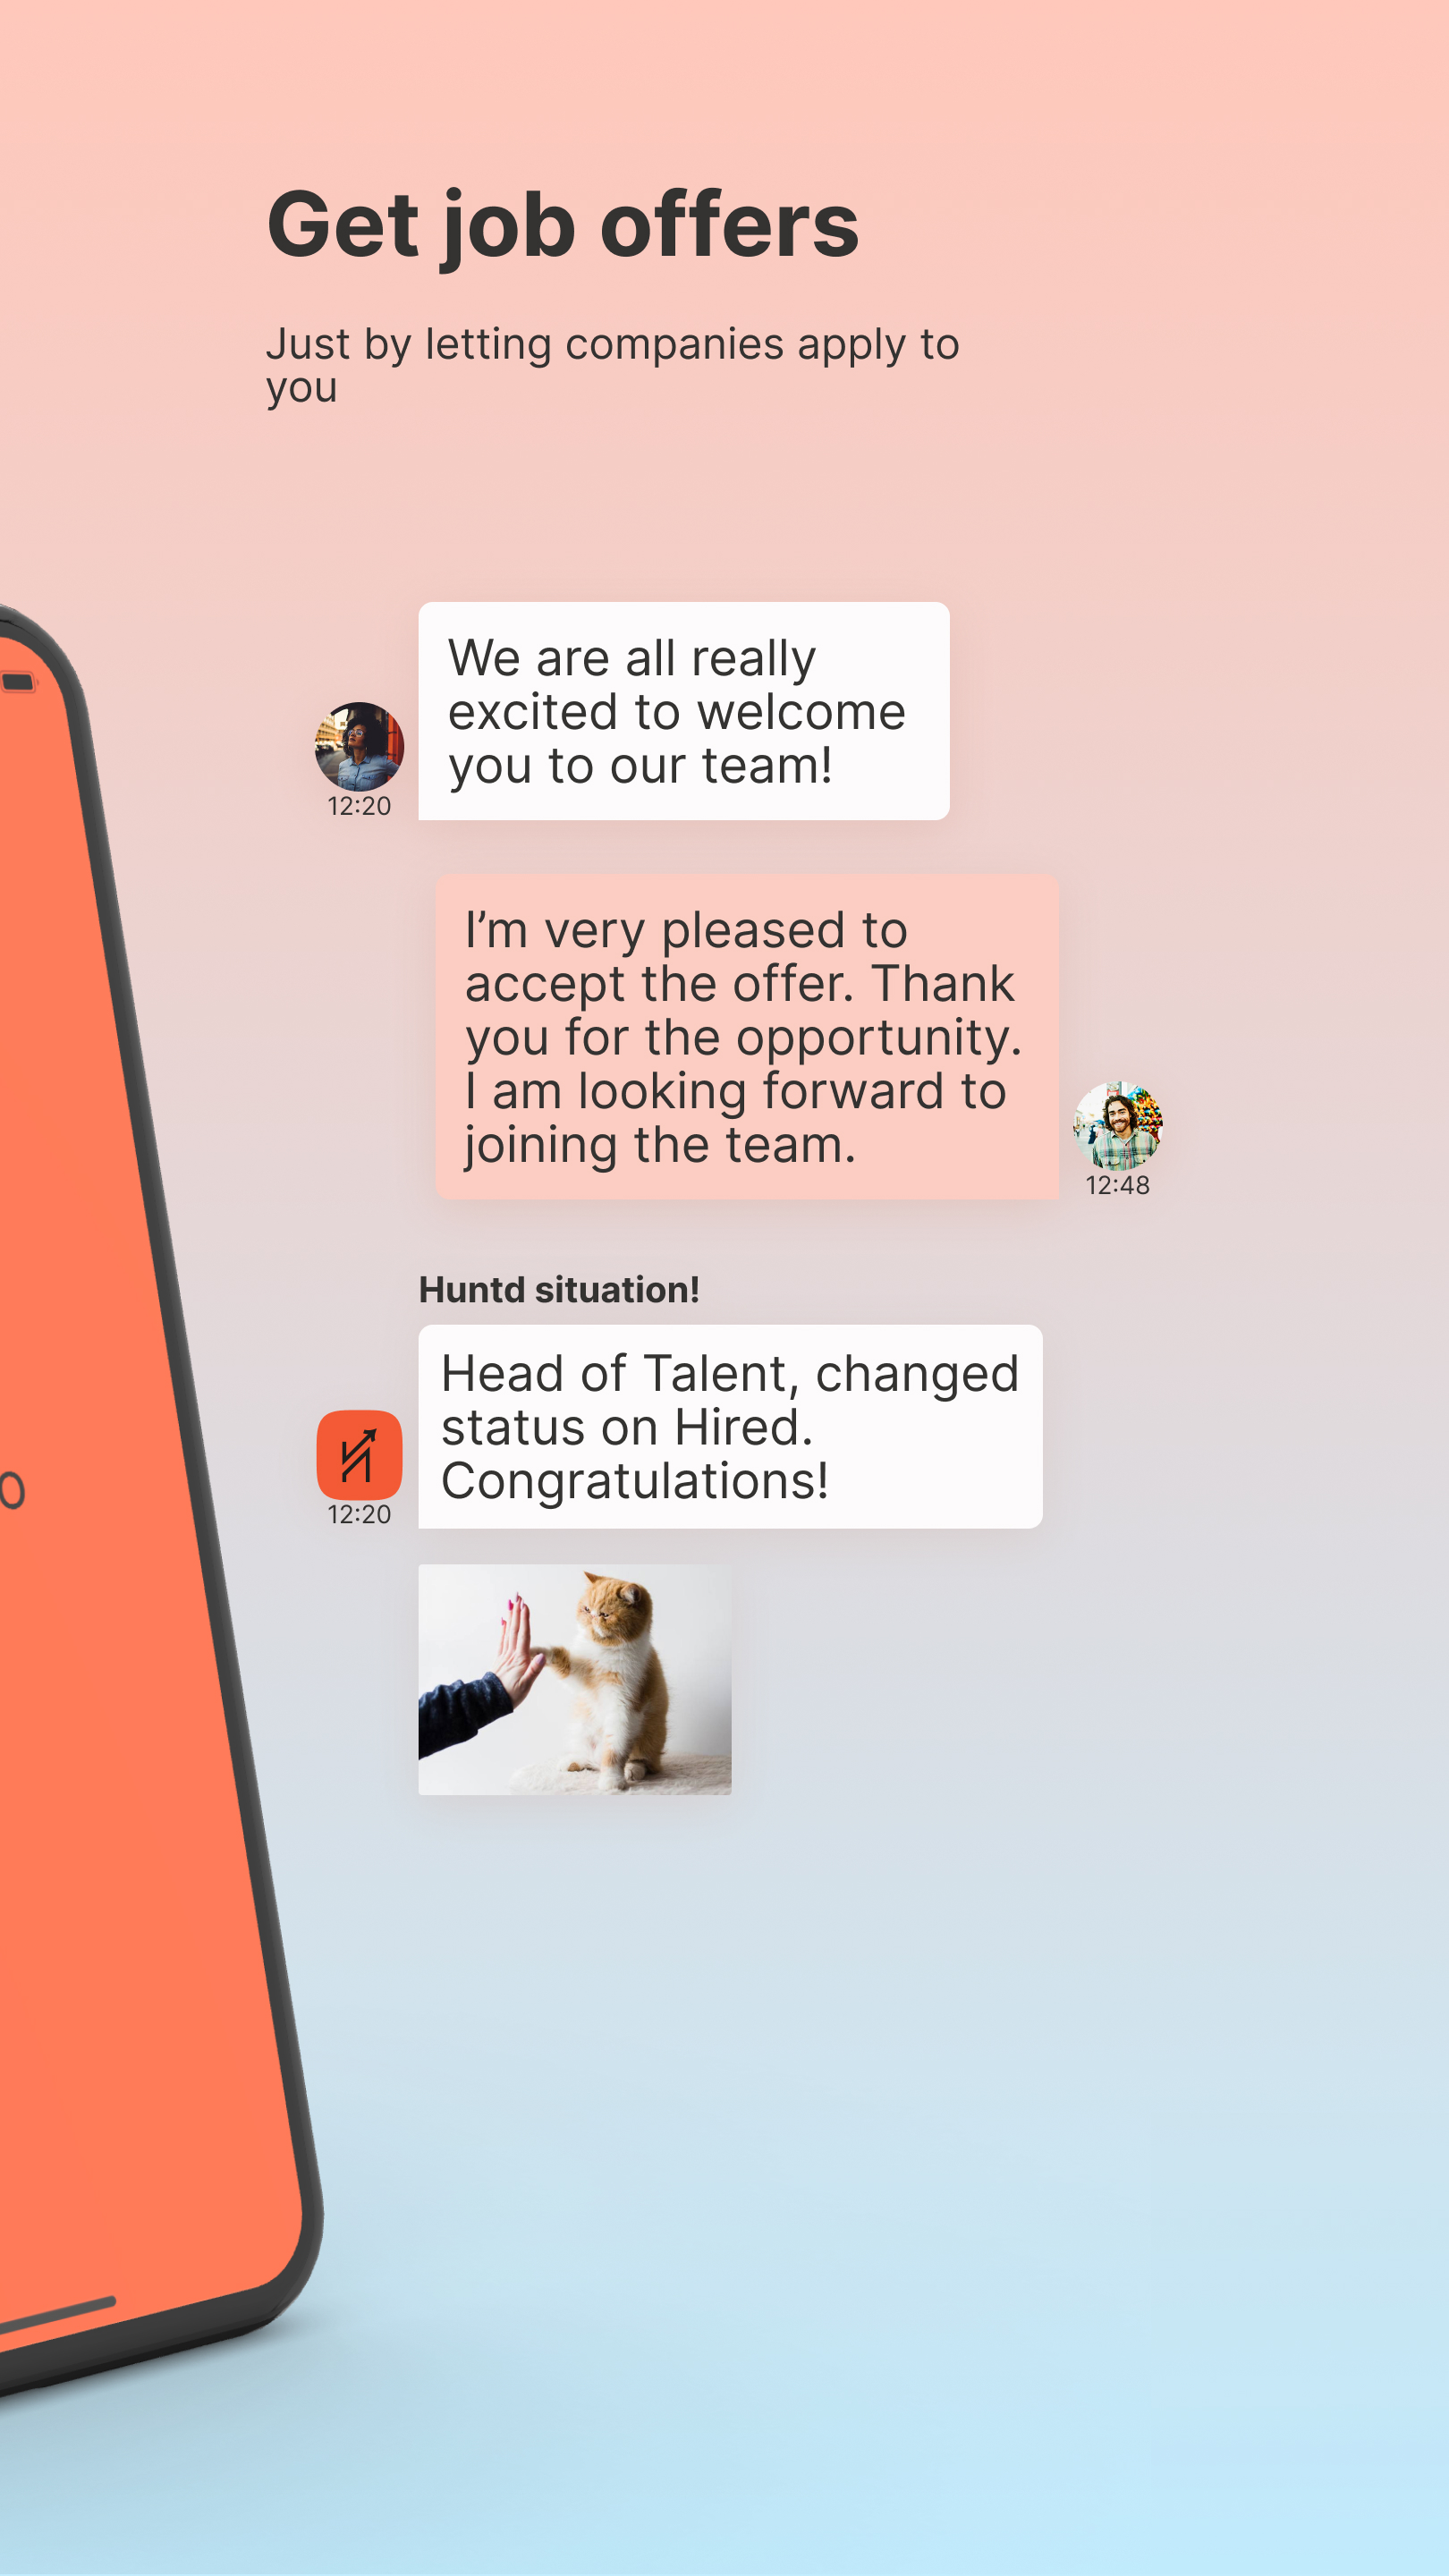 Get job offers
Just by letting companies apply to
you
We are all really
excited to welcome
you to our team!
12:20
I’m very pleased to
accept the offer. Thank
you for the opportunity.
I am looking forward to
joining the team.
12:48
Huntd situation!
Head of Talent, changed
status on Hired.
Congratulations!
12:20